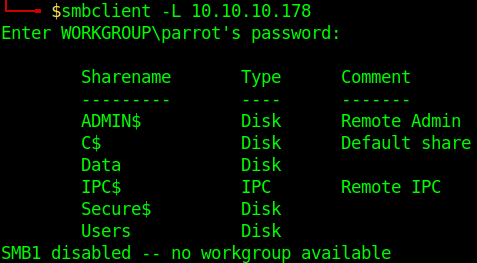 $smbclient -L 10.10.10.178
Enter WORKGROUP\parrot's password:
Sharename Type Comment
--------- ---- -------
ADMIN$ Disk Remote Admin
C$ Disk Default share
Data Disk
IPC$ IPC Remote IPC
Secure$ Disk
Users Disk
SMB1 disabled -- no workgroup available